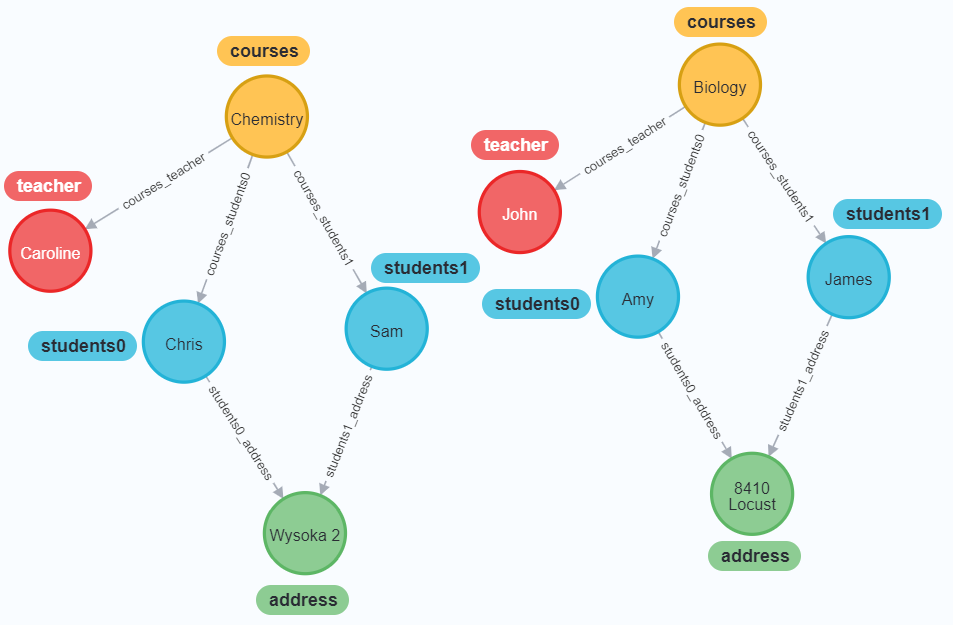 courses
Chemistry
courses_teacher
courses_students0
courses_students1
teacher
Caroline
students1
students0
Chris
Sam
students0_address
students1_address
Wysoka 2
address
courses
Biology
courses_teacher
courses_students0
courses_students1
teacher
John
students1
students0
Amy
James
students0_address
students1_address
8410
Locust
address